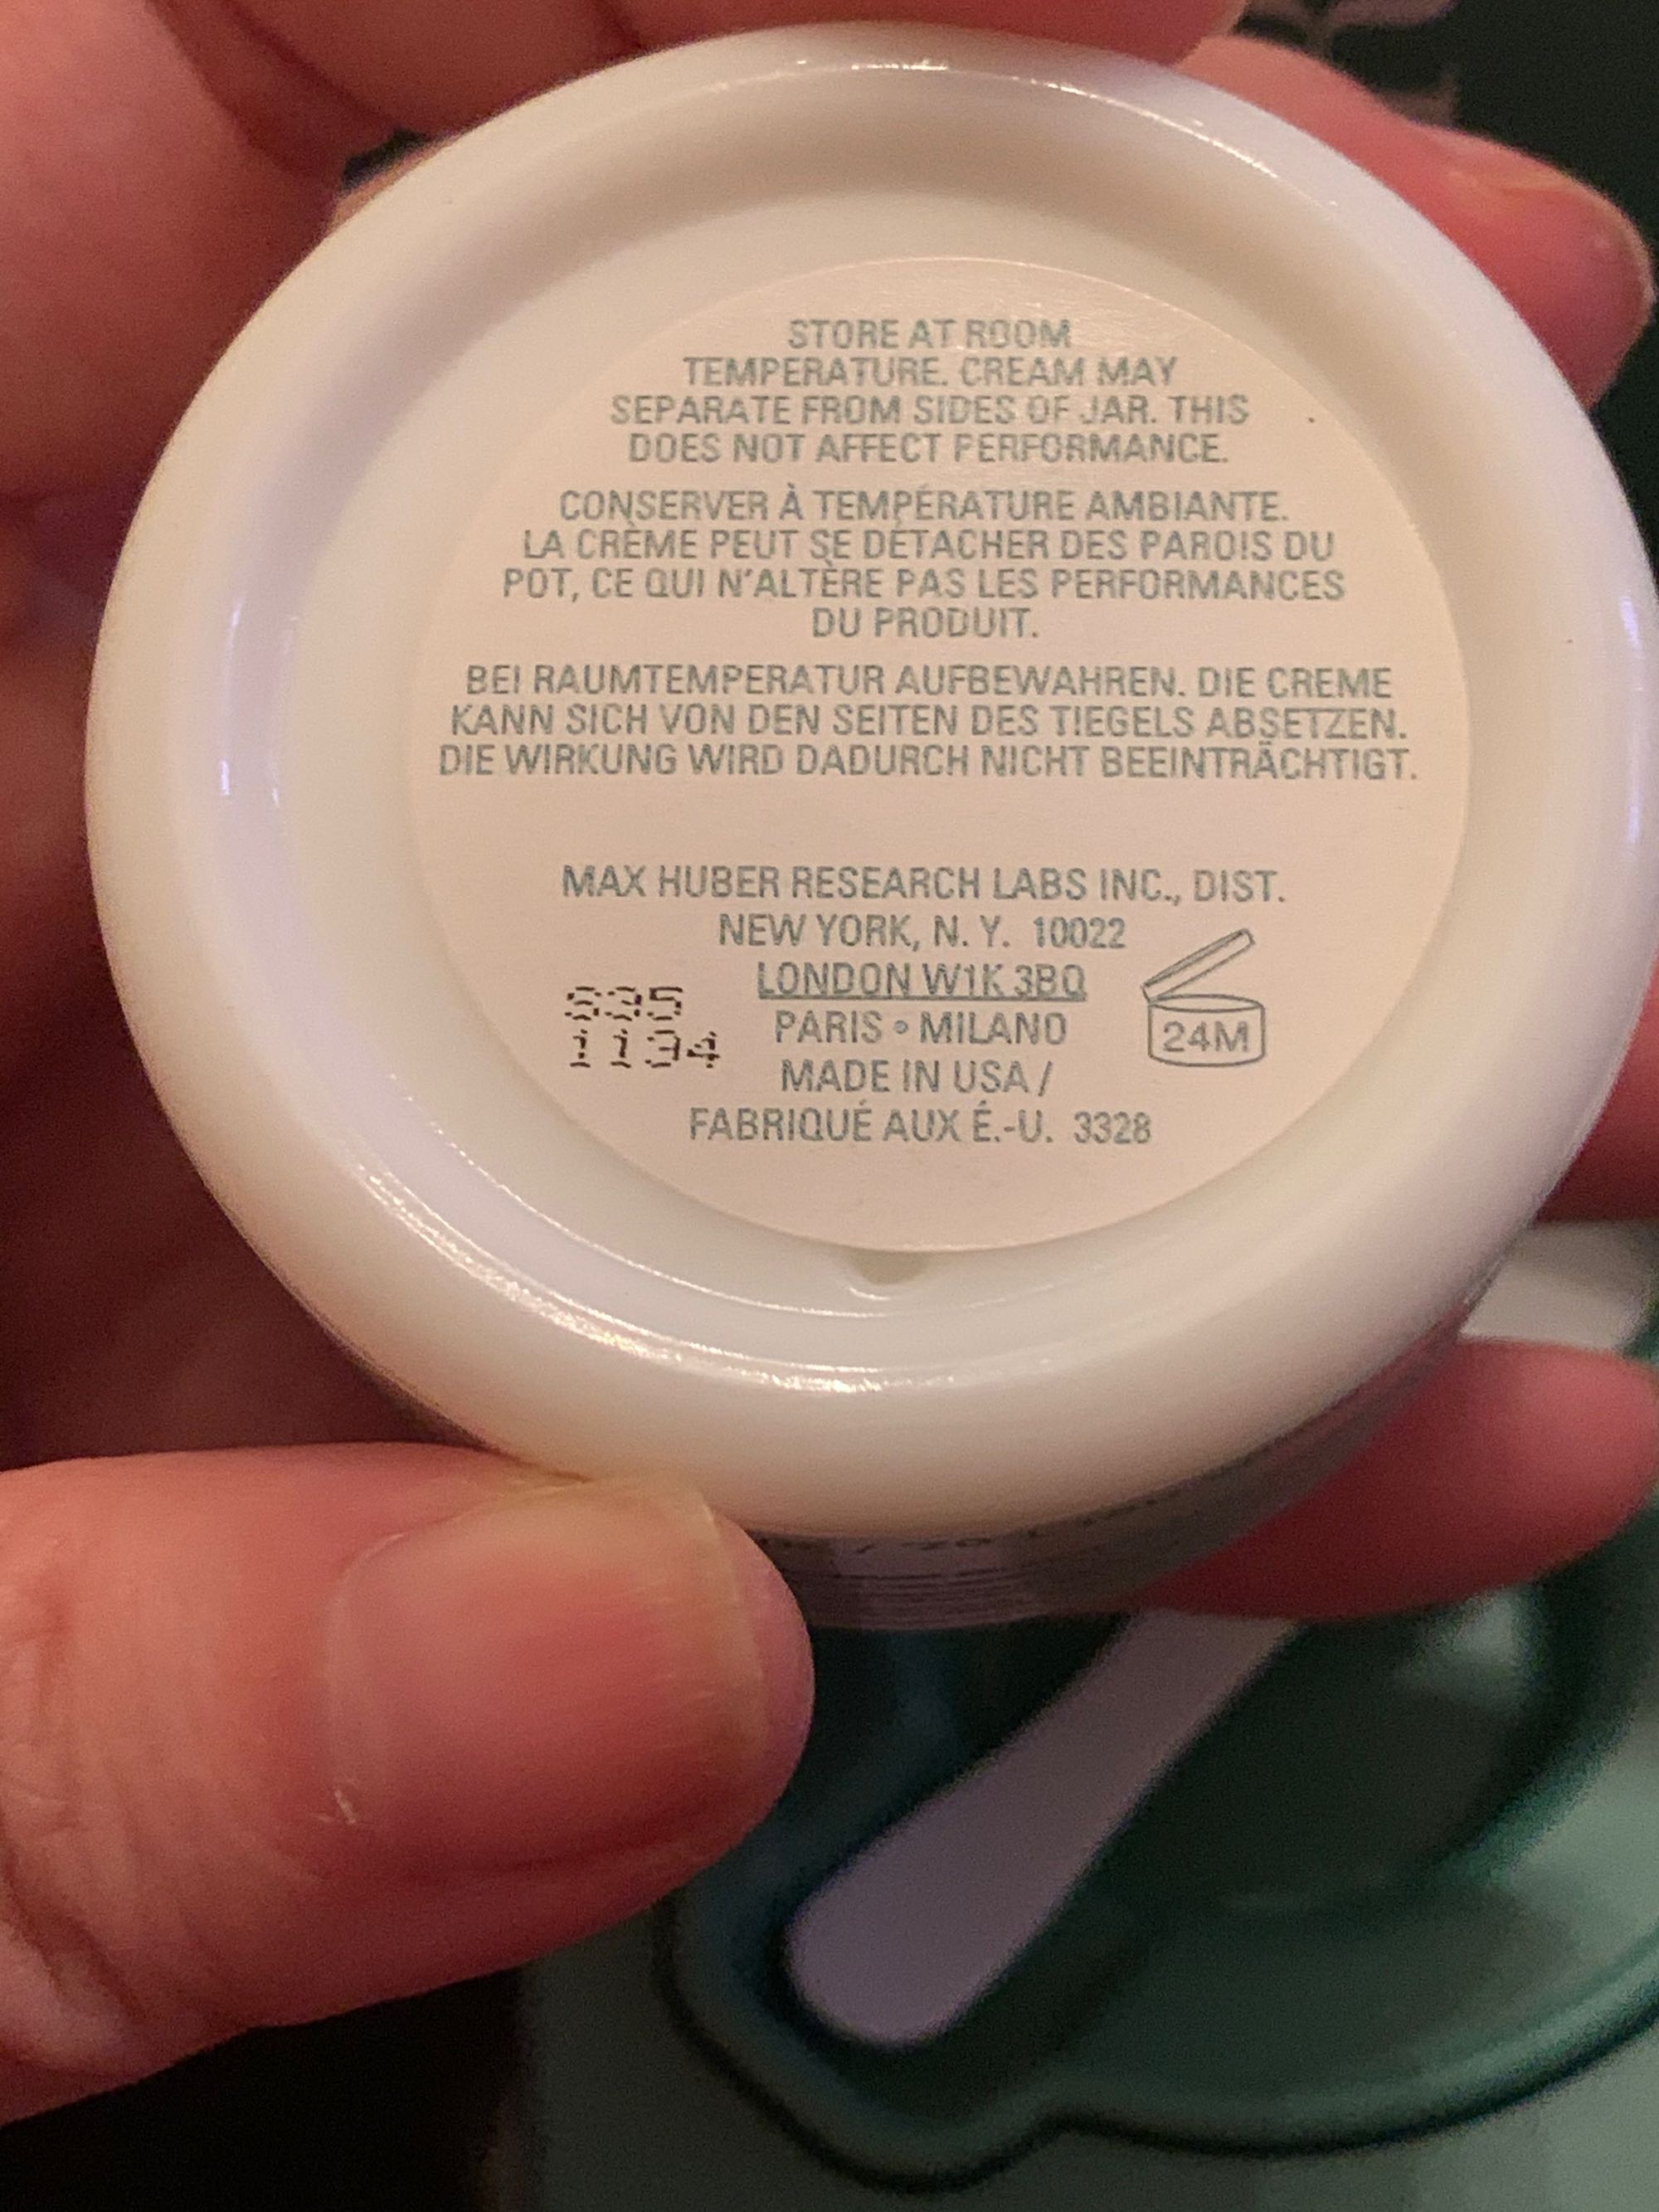 STORE AT ROOM
TEMPERATURE. CREAM MAY
SEPARATE FROM SIDES OF JAR. THIS
DOES NOT AFFECT PERFORMANCE.
CONSERVER À TEMPÉRATURE AMBIANTE.
LA CRÈME PEUT SE DÉTACHER DES PAROIS DU
POT, CE QUI N'ALTÈRE PAS LES PERFORMANCES
DU PRODUIT.
BEI RAUMTEMPERATUR AUFBEWAHREN. DIE CREME
KANN SICH VON DEN SEITEN DES TIEGELS ABSETZEN.
DIE WIRKUNG WIRD DADURCH NICHT BEEINTRÄCHTIGT.
MAX HUBER RESEARCH LABS INC., DIST.
NEW YORK, N. Y. 10022
LONDON W1K 3BQ
PARIS • MILANO
24M
MADE IN USA /
FABRIQUÉ AUX É.-U. 3328